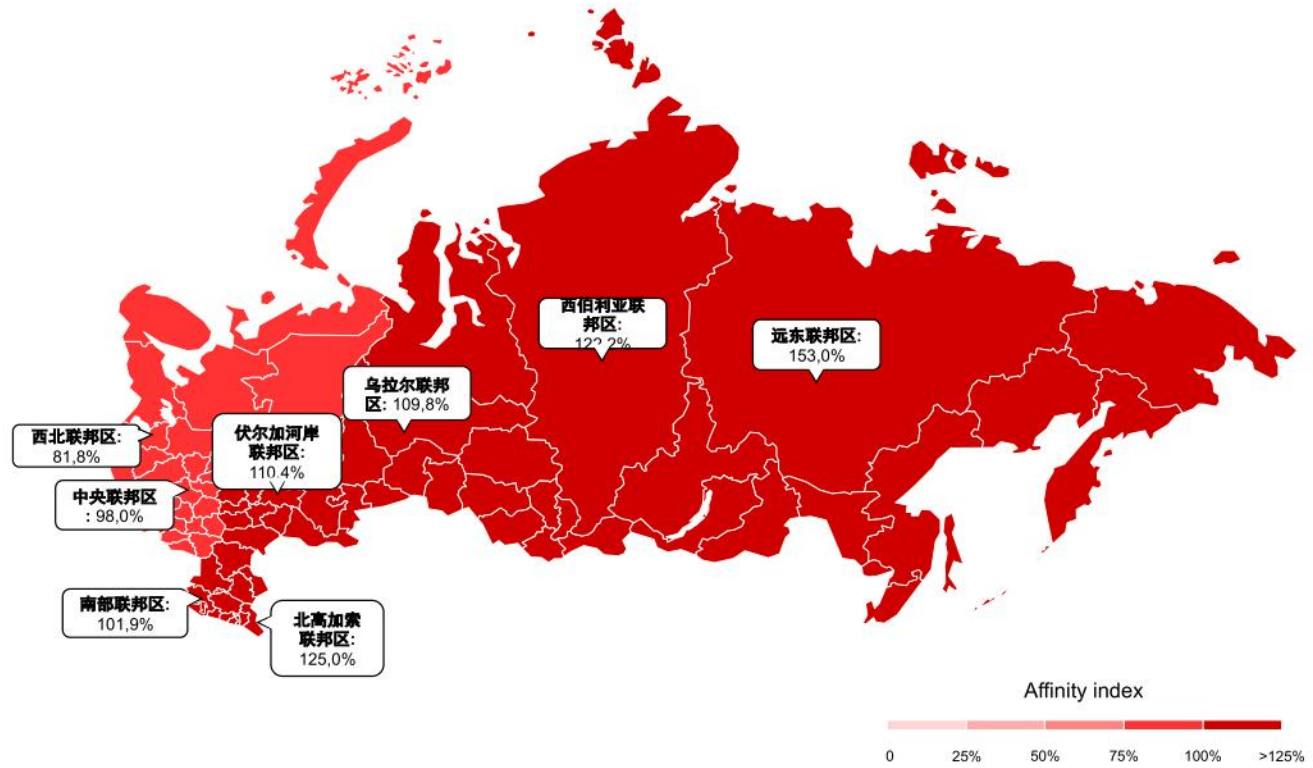 西伯利亚联
邦区:
远东联邦区:
153,0%
乌拉尔联邦
区: 109,8%
伏尔加河岸
联邦区:
110,4%
西北联邦区:
81,8%
中央联邦区
: 98,0%
南部联邦区:
101,9%
北高加索
联邦区:
125,0%
Affinity index
0 25% 50% 75% 100% >125%